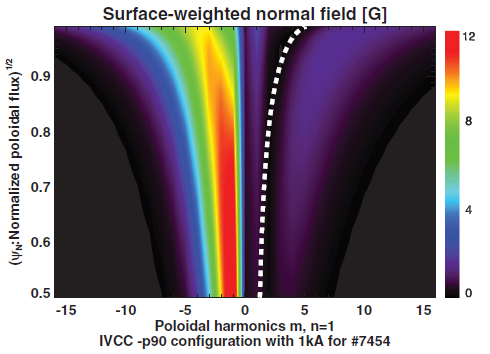 Surface-weighted normal field [G]
(ψN:Normalized poloidal flux)1/2
0.9
0.8
0.7
0.6
0.5
-15 -10 -5 0 5 10 15
12
8
4
0
Poloidal harmonics m, n=1
IVCC -p90 configuration with 1kA for #7454